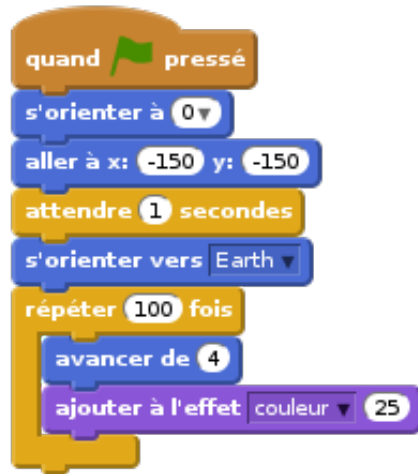 quand pressé
s'orienter à 0
aller à x: -150 y: -150
attendre 1 secondes
s'orienter vers Earth
répéter 100 fois
avancer de 4
ajouter à l'effet couleur 25